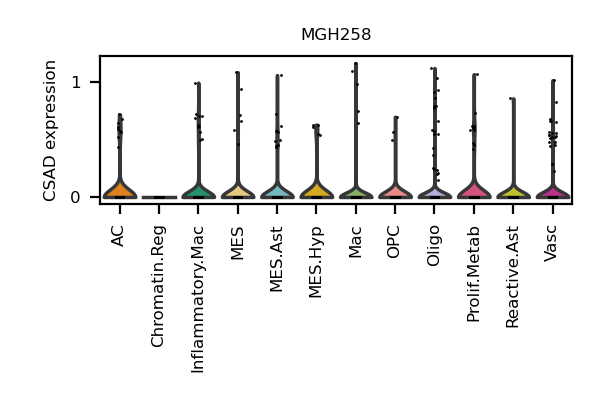 MGH258
CSAD expression
1
0
AC
Chromatin.Reg
Inflammatory.Mac
MES
MES.Ast
MES.Hyp
Mac
OPC
Oligo
Prolif.Metab
Reactive.Ast
Vasc